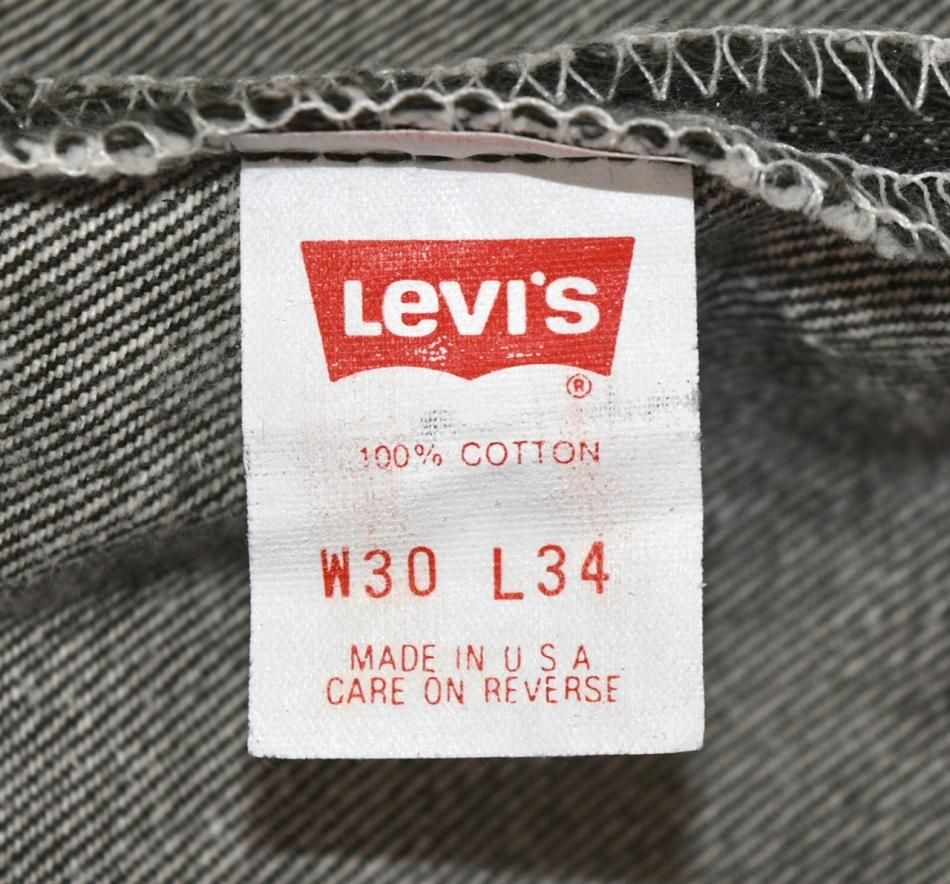 LEVI'S
®
100% COTTON
W30 L34
MADE IN U S A
CARE ON REVERSE